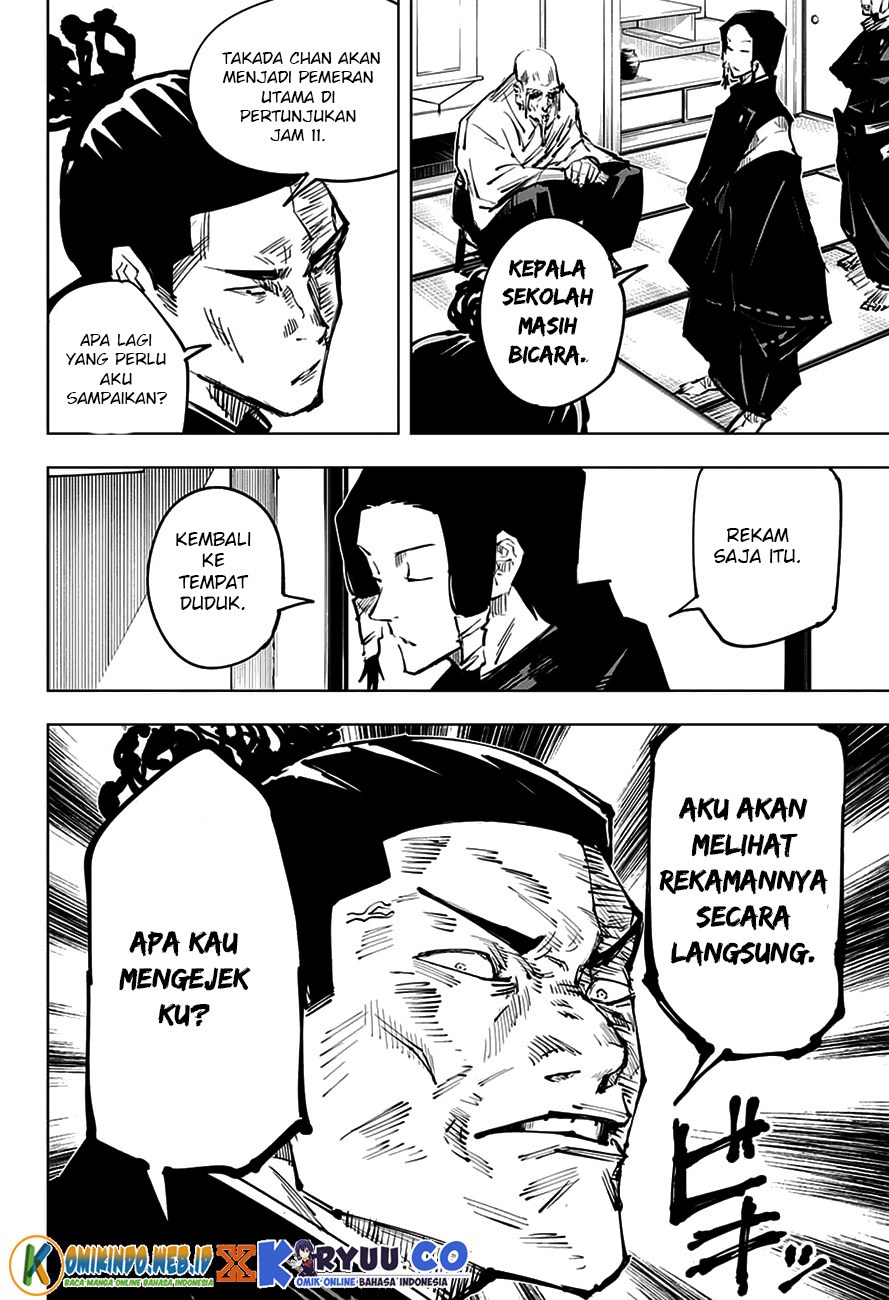 KEPALA
SEKOLAH
MASIH
BICARA.
TAKADA CHAN AKAN
MENJADI PEMERAN
UTAMA DI
PERTUNJUKAN
JAM 11.
APA LAGI
YANG PERLU
AKU
SAMPAIKAN?
REKAM
SAJA ITU.
KEMBALI
KE
TEMPAT
DUDUK.
AKU AKAN
MELIHAT
REKAMANNYA
SECARA
LANGSUNG.
APA KAU
MENGEJEK
KU?
ビキッ
KOMIKINDO.WEB.ID X KIRYUU.CO
BACA MANGA ONLINE BAHASA INDONESIA
OMIK ONLINE BAHASA INDONESIA